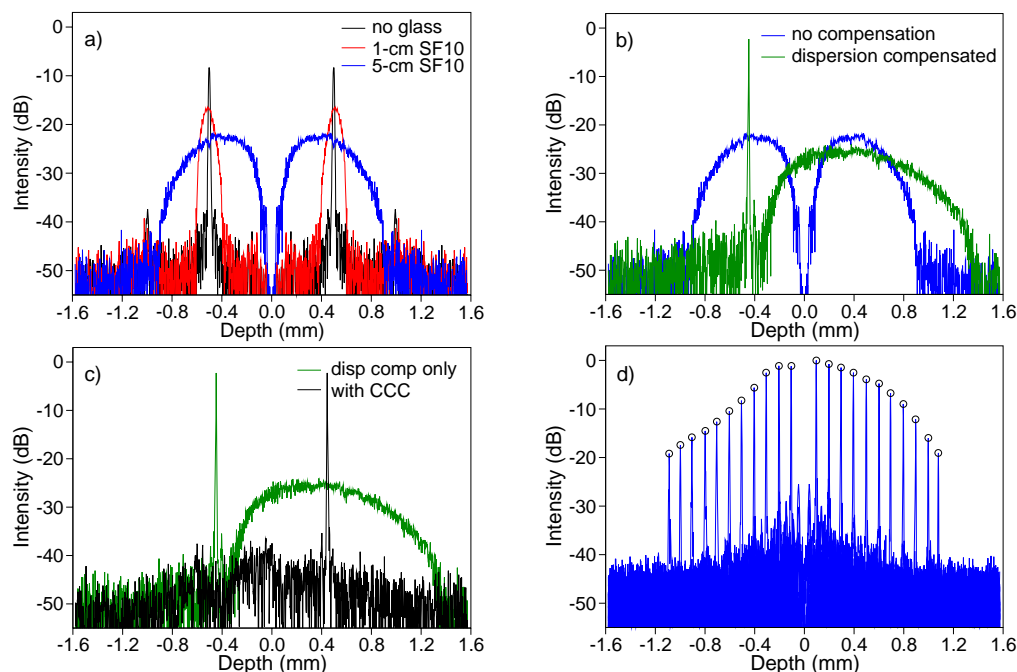 a)
no glass
1-cm SF10
5-cm SF10
Intensity (dB)
0
-10
-20
-30
-40
-50
-1.6 -1.2 -0.8 -0.4 0.0 0.4 0.8 1.2 1.6
Depth (mm)
b)
no compensation
dispersion compensated
Intensity (dB)
0
-10
-20
-30
-40
-50
-1.6 -1.2 -0.8 -0.4 0.0 0.4 0.8 1.2 1.6
Depth (mm)
c)
disp comp only
with CCC
Intensity (dB)
0
-10
-20
-30
-40
-50
-1.6 -1.2 -0.8 -0.4 0.0 0.4 0.8 1.2 1.6
Depth (mm)
d)
Intensity (dB)
0
-10
-20
-30
-40
-50
-1.6 -1.2 -0.8 -0.4 0.0 0.4 0.8 1.2 1.6
Depth (mm)